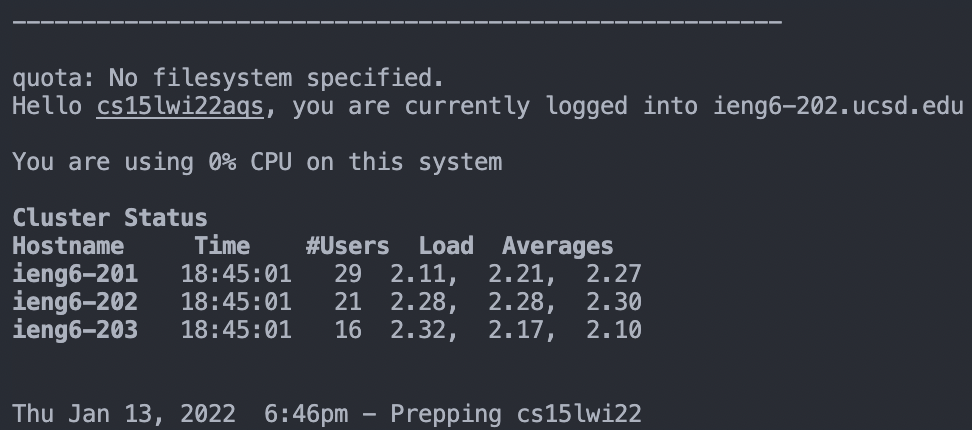 -------------------------------------------------------
quota: No filesystem specified.
Hello cs15lwi22aqs, you are currently logged into ieng6-202.ucsd.edu
You are using 0% CPU on this system
Cluster Status
Hostname Time #Users Load Averages
ieng6-201 18:45:01 29 2.11, 2.21, 2.27
ieng6-202 18:45:01 21 2.28, 2.28, 2.30
ieng6-203 18:45:01 16 2.32, 2.17, 2.10
Thu Jan 13, 2022 6:46pm - Prepping cs15lwi22